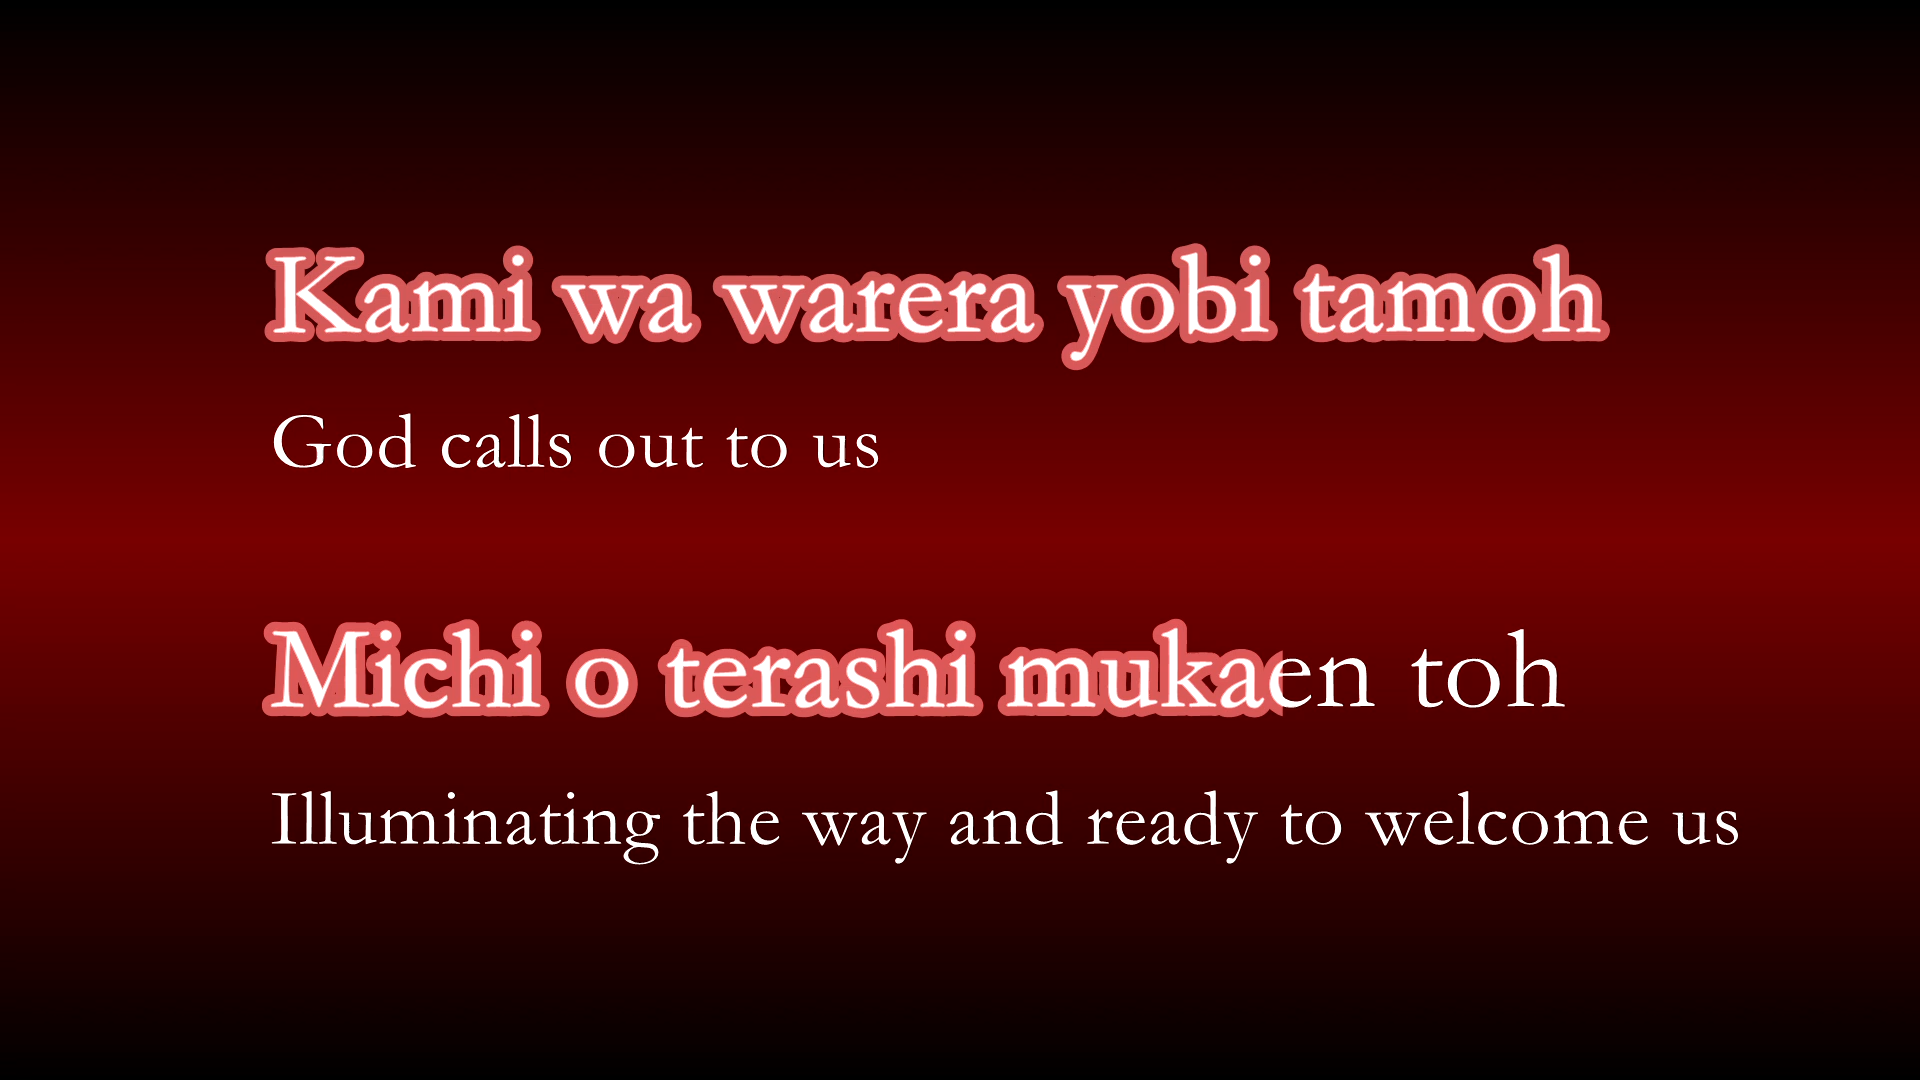 Kami wa warera yobi tamoh
God calls out to us
Michi o terashi mukaen toh
Illuminating the way and ready to welcome us